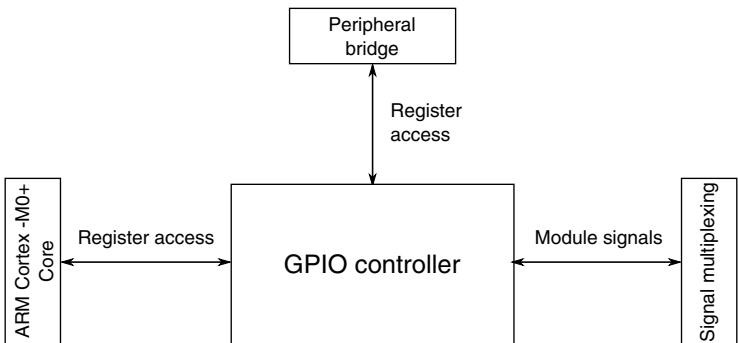 Peripheral
bridge
Register
access
ARM Cortex -M0+
Core
Register access
GPIO controller
Module signals
Signal multiplexing